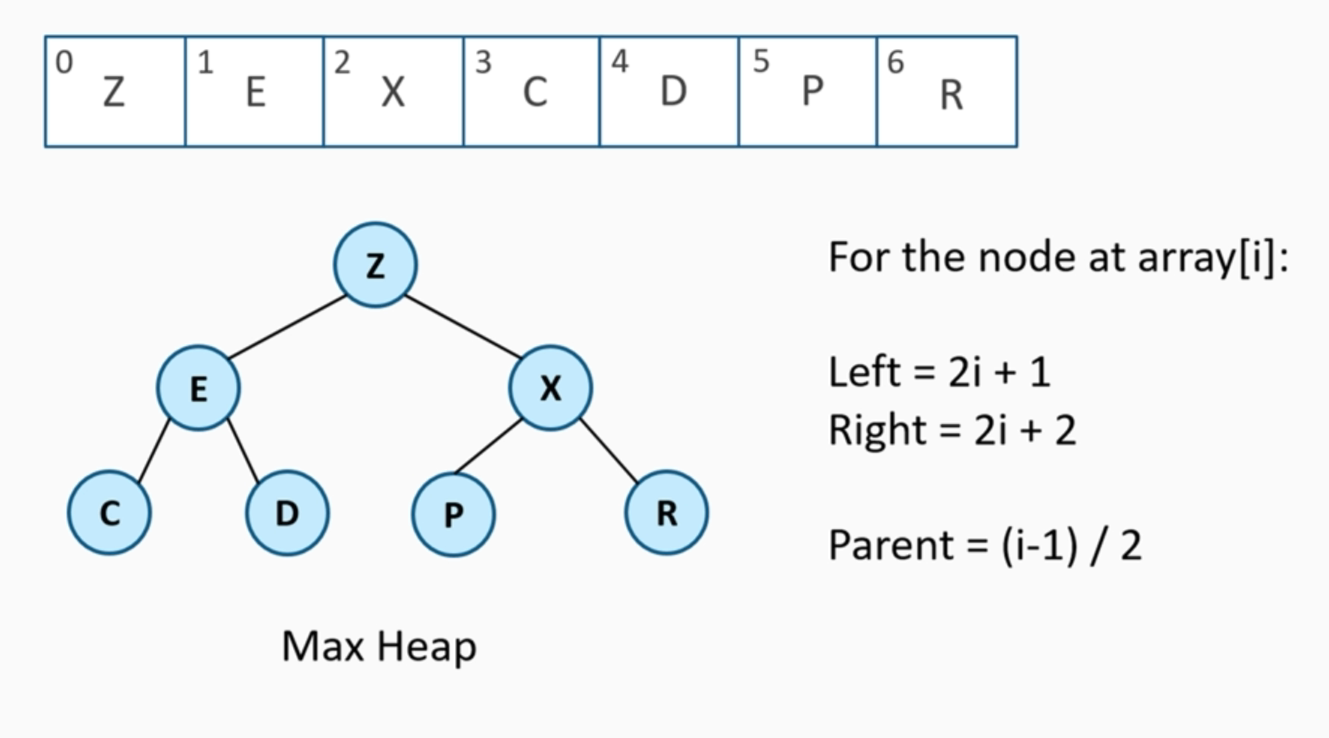 0 Z 1 E 2 X 3 C 4 D 5 P 6 R
Z
E X
C D P R
Max Heap
For the node at array[i]:
Left = 2i + 1
Right = 2i + 2
Parent = (i-1) / 2